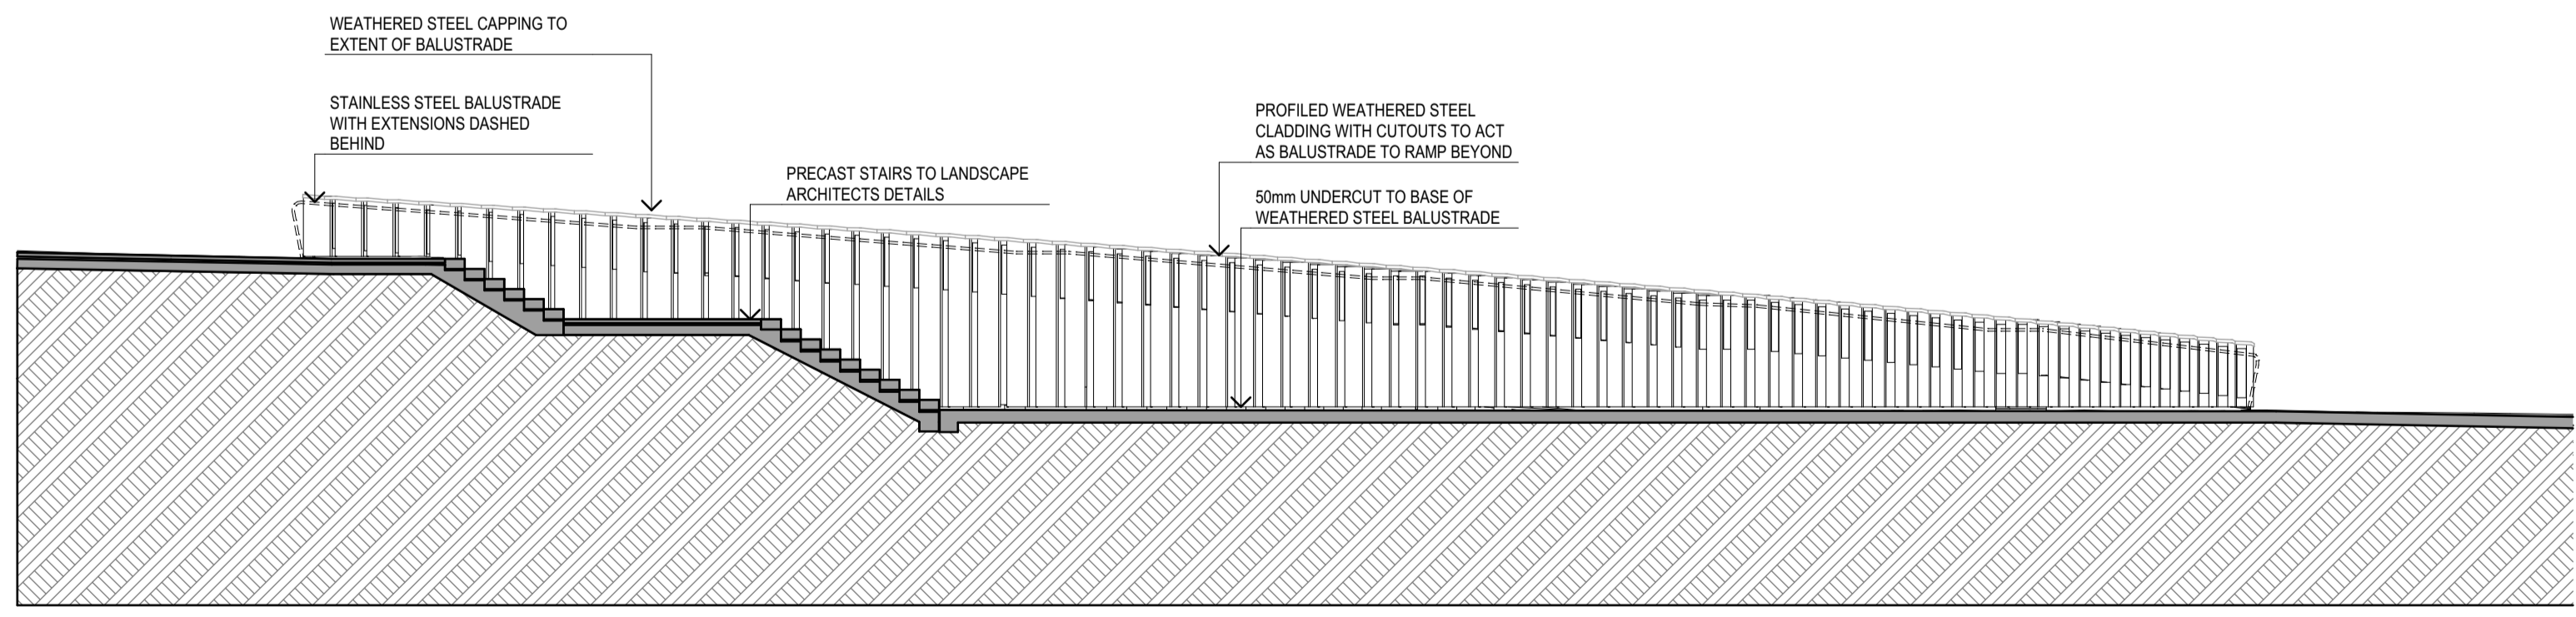 WEATHERED STEEL CAPPING TO
EXTENT OF BALUSTRADE
STAINLESS STEEL BALUSTRADE
WITH EXTENSIONS DASHED
BEHIND
PRECAST STAIRS TO LANDSCAPE
ARCHITECTS DETAILS
PROFILED WEATHERED STEEL
CLADDING WITH CUTOUTS TO ACT
AS BALUSTRADE TO RAMP BEYOND
50mm UNDERCUT TO BASE OF
WEATHERED STEEL BALUSTRADE